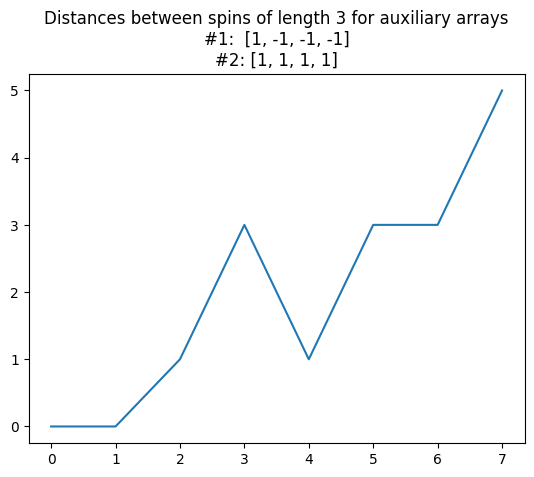 Distances between spins of length 3 for auxiliary arrays
#1:  [1, -1, -1, -1]
#2: [1, 1, 1, 1]
5
4
3
2
1
0
0 1 2 3 4 5 6 7